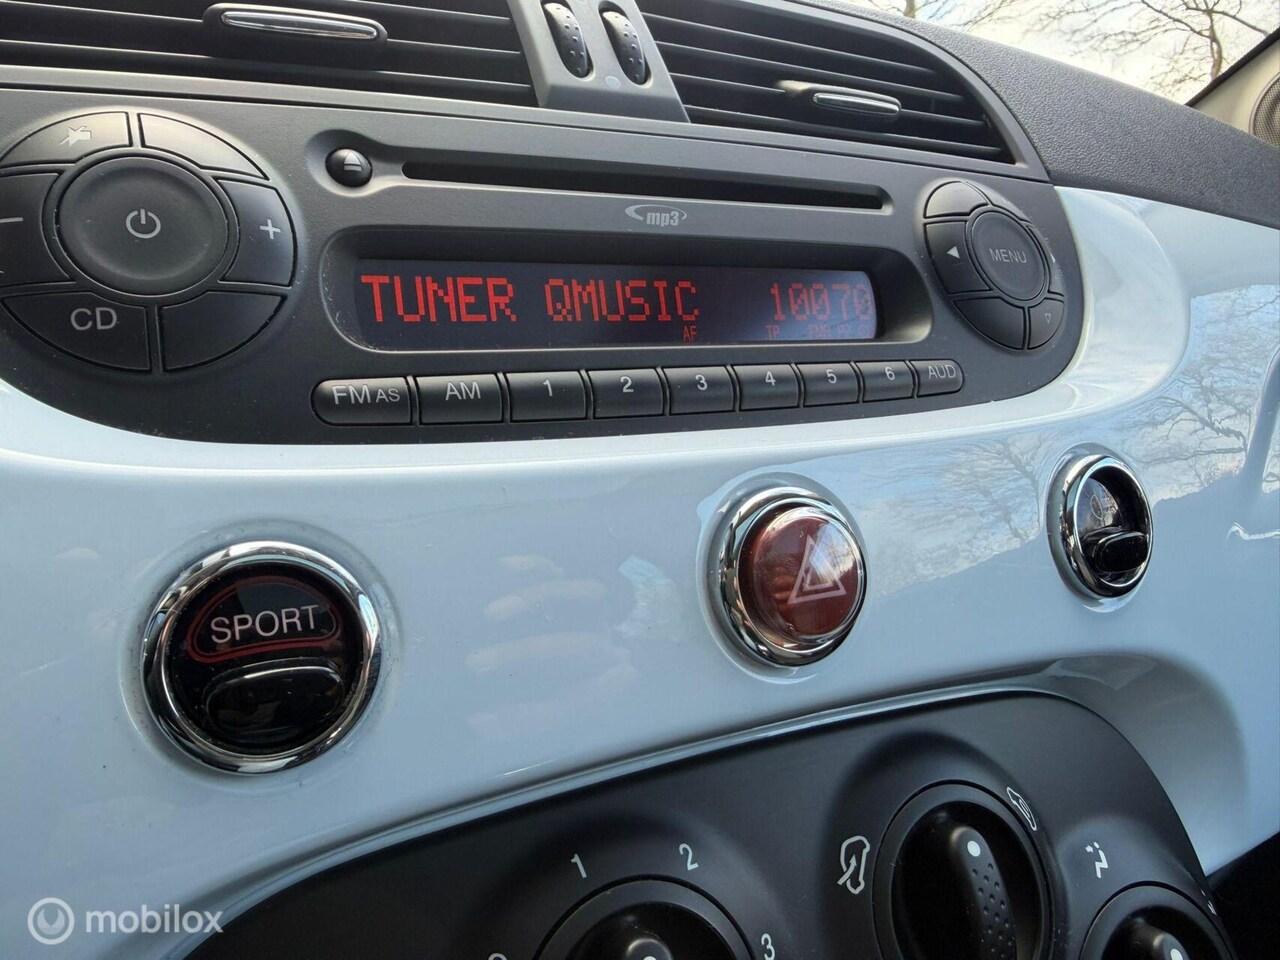 mp3
TUNER QMUSIC 10070
AF TP
CD
MENU
FM AS AM 1 2 3 4 5 6 AUD
SPORT
1 2 3
mobilox